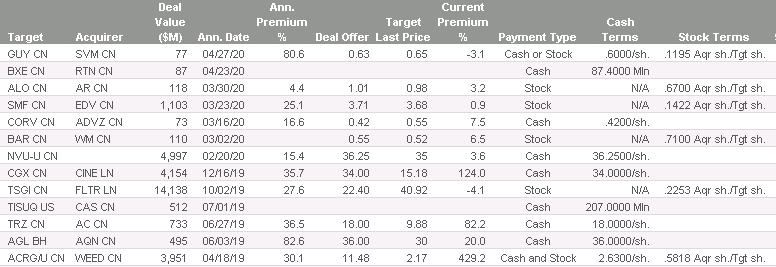 Target Acquirer Deal Value ($M) Ann. Date Ann. Premium % Deal Offer Target Last Price Current Premium % Payment Type Cash Terms Stock Terms
GUY CN SVM CN 77 04/27/20 80.6 0.63 0.65 -3.1 Cash or Stock .6000/sh. .1195 Aqr sh./Tgt sh.
BXE CN RTN CN 87 04/23/20 Cash 87.4000 Mln
ALO CN AR CN 118 03/30/20 4.4 1.01 0.98 3.2 Stock N/A .6700 Aqr sh./Tgt sh.
SMF CN EDV CN 1,103 03/23/20 25.1 3.71 3.68 0.9 Stock N/A .1422 Aqr sh./Tgt sh.
CORV CN ADVZ CN 73 03/16/20 16.6 0.42 0.55 7.5 Cash .4200/sh.
BAR CN WM CN 110 03/02/20 0.55 0.52 6.5 Stock N/A .7100 Aqr sh./Tgt sh.
NVU-U CN 4,997 02/20/20 15.4 36.25 35 3.6 Cash 36.2500/sh.
CGX CN CINE LN 4,154 12/16/19 35.7 34.00 15.18 124.0 Cash 34.0000/sh.
TSGI CN FLTR LN 14,138 10/02/19 27.6 22.40 40.92 -4.1 Stock N/A .2253 Aqr sh./Tgt sh.
TISUQ US CAS CN 512 07/01/19 Cash 207.0000 Mln
TRZ CN AC CN 733 06/27/19 36.5 18.00 9.88 82.2 Cash 18.0000/sh.
AGL BH AQN CN 495 06/03/19 82.6 36.00 30 20.0 Cash 36.0000/sh.
ACRG/U CN WEED CN 3,951 04/18/19 30.1 11.48 2.17 429.2 Cash and Stock 2.6300/sh. .5818 Aqr sh./Tgt sh.